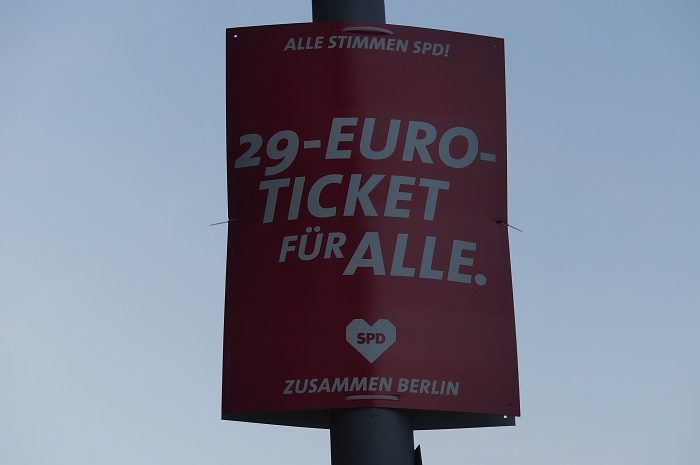 ALLE STIMMEN SPD!
29-EURO-
TICKET
FÜR ALLE.
SPD
ZUSAMMEN BERLIN